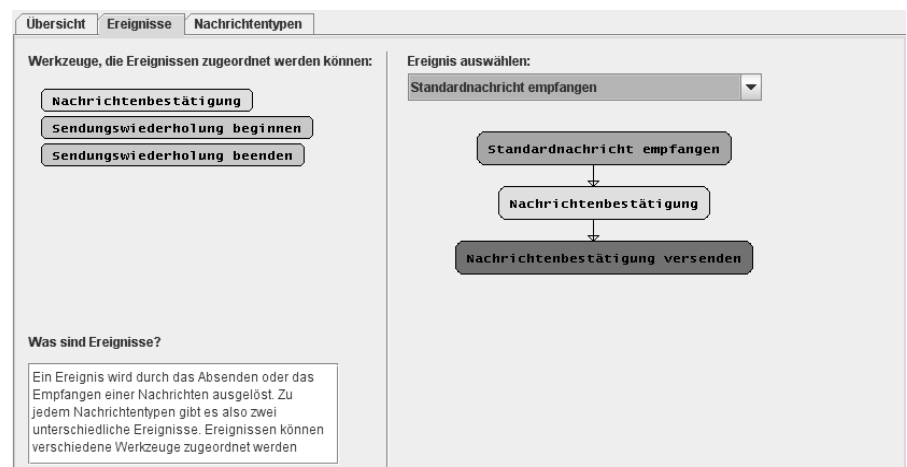 Übersicht Ereignisse Nachrichtentypen
Werkzeuge, die Ereignissen zugeordnet werden können:
Nachrichtenbestätigung
Sendungswiederholung beginnen
Sendungswiederholung beenden
Was sind Ereignisse?
Ein Ereignis wird durch das Absenden oder das
Empfangen einer Nachrichten ausgelöst. Zu
jedem Nachrichtentypen gibt es also zwei
unterschiedliche Ereignisse. Ereignissen können
verschiedene Werkzeuge zugeordnet werden
Ereignis auswählen:
Standardnachricht empfangen
Standardnachricht empfangen
Nachrichtenbestätigung
Nachrichtenbestätigung versenden